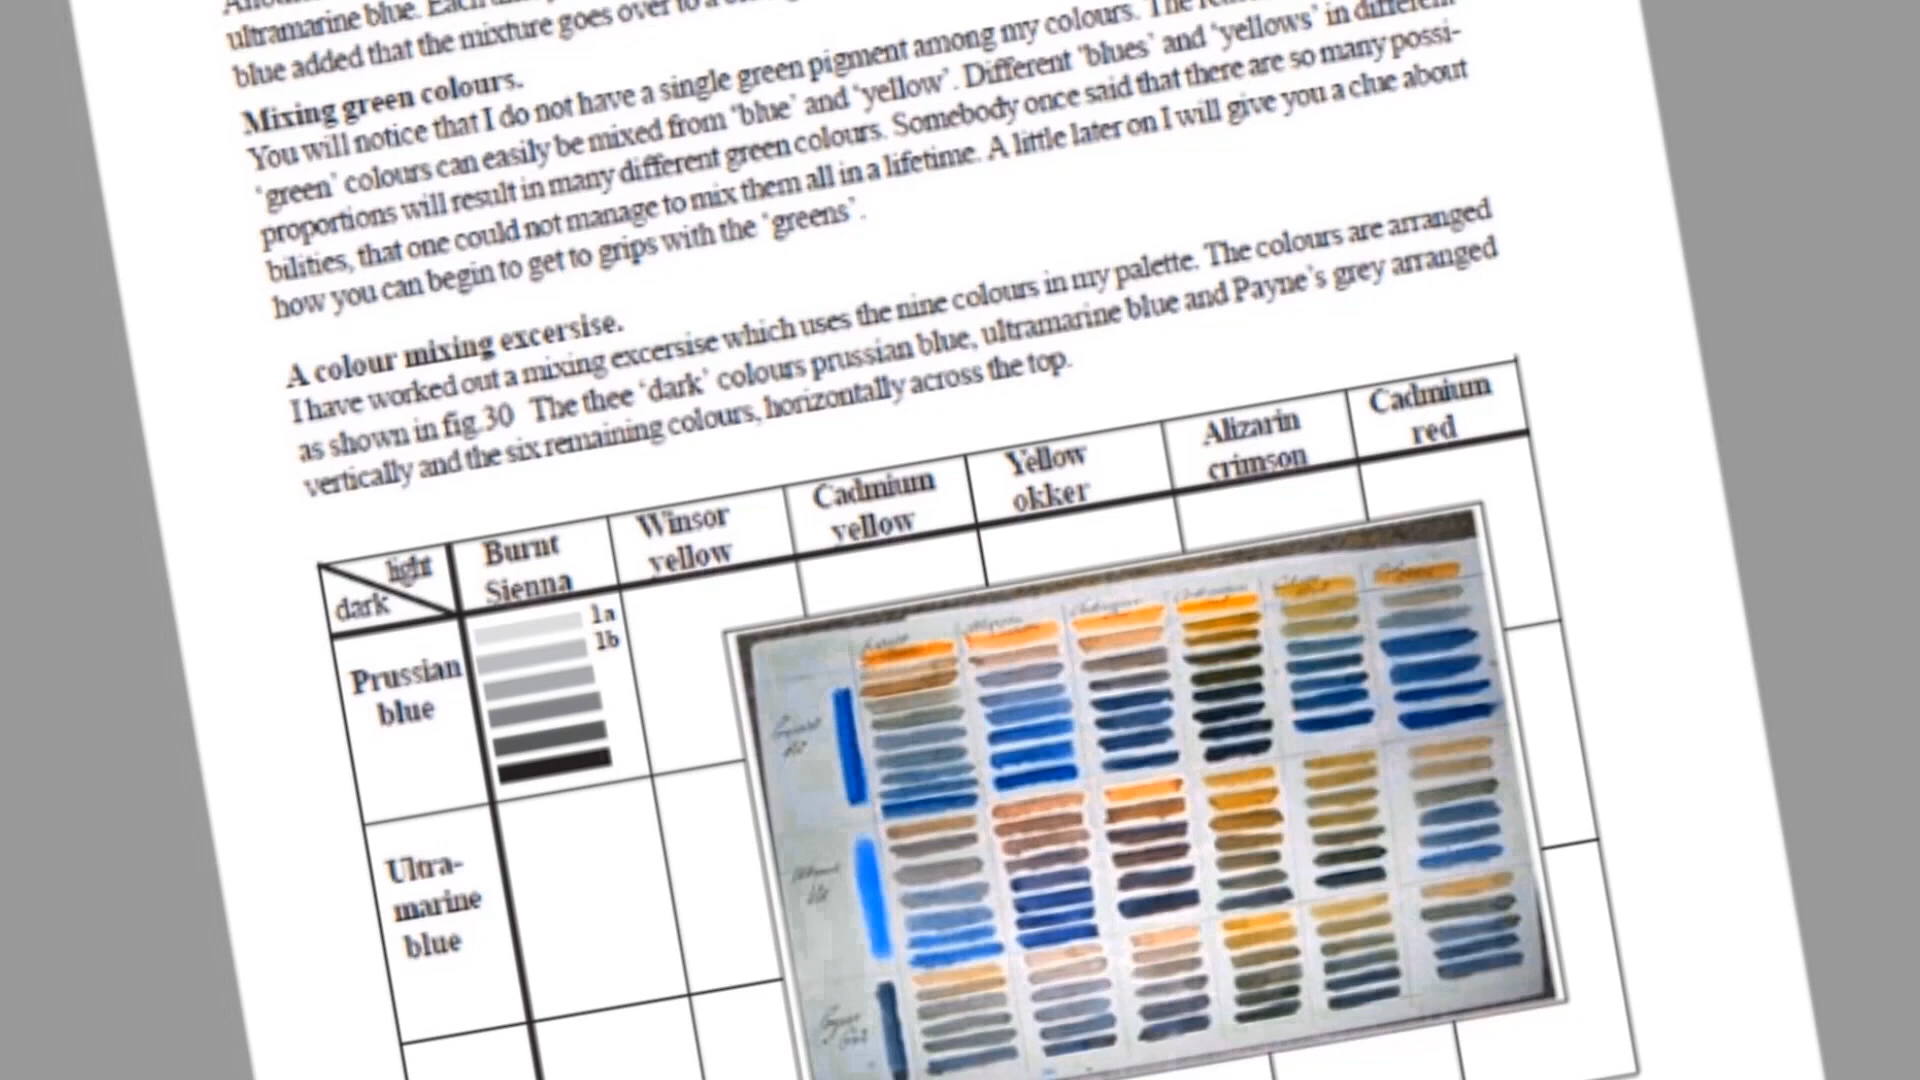 ultramarine blue. Each
blue added that the mixture goes over to a
Mixing green colours.
You will notice that I do not have a single green pigment among my colours. The
‘green’ colours can easily be mixed from ‘blue’ and ‘yellow’. Different ‘blues’ and ‘yellows’ in different
proportions will result in many different green colours. Somebody once said that there are so many possi-
bilities, that one could not manage to mix them all in a lifetime. A little later on I will give you a clue about
how you can begin to get to grips with the ‘greens’.
A colour mixing excersise.
I have worked out a mixing excersise which uses the nine colours in my palette. The colours are arranged
as shown in fig.30 The thee ‘dark’ colours prussian blue, ultramarine blue and Payne’s grey arranged
vertically and the six remaining colours, horizontally across the top.
light
dark
Burnt
Sienna
Winsor
yellow
Cadmium
yellow
Yellow
okker
Alizarin
crimson
Cadmium
red
1a
1b
Prussian
blue
Ultra-
marine
blue